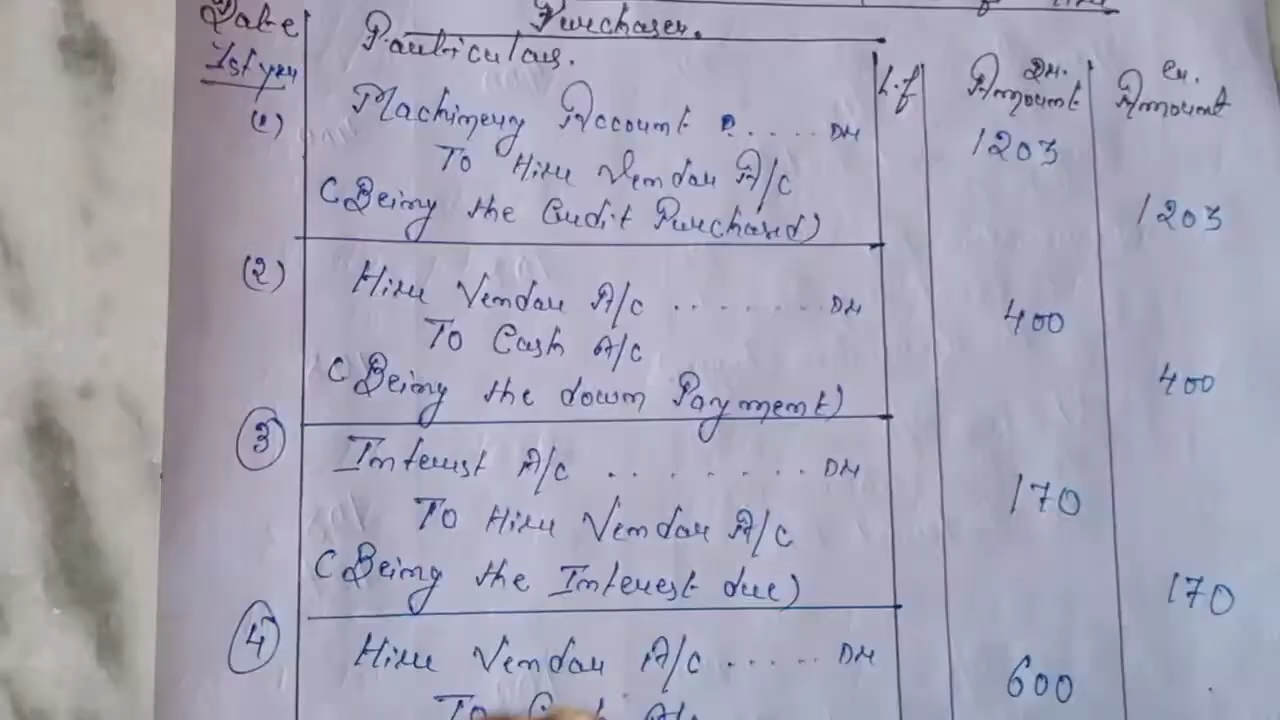 Purchaser.
Date Particulars. L.f Dr. Amount Cr. Amount
1st year
(1) Machinery Account ..... Dr 1203
To Hire Vendor A/c
(Being the Credit Purchased) 1203
(2) Hire Vendor A/c ........ Dr 400
To Cash A/c
(Being the down Payment) 400
3 Interest A/c ........ Dr 170
To Hire Vendor A/c
(Being the Interest due) 170
4 Hire Vendor A/c ..... Dr 600
To